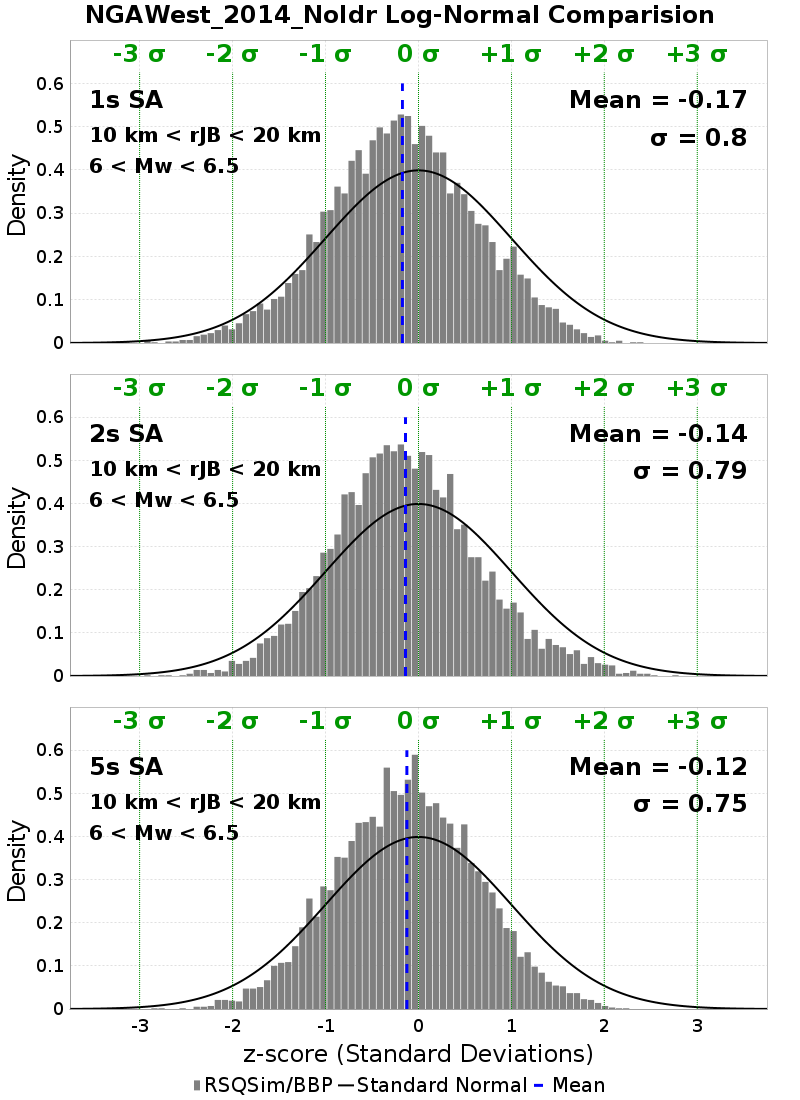 NGAWest_2014_NoIdr Log-Normal Comparision
-3 σ -2 σ -1 σ 0 σ +1 σ +2 σ +3 σ
0.6
1s SA Mean = -0.17
0.5
10 km < rJB < 20 km σ = 0.8
0.4
6 < Mw < 6.5
0.3
0.2
0.1
0
Density
-3 σ -2 σ -1 σ 0 σ +1 σ +2 σ +3 σ
0.6
2s SA Mean = -0.14
0.5
10 km < rJB < 20 km σ = 0.79
0.4
6 < Mw < 6.5
0.3
0.2
0.1
0
Density
-3 σ -2 σ -1 σ 0 σ +1 σ +2 σ +3 σ
0.6
5s SA Mean = -0.12
0.5
10 km < rJB < 20 km σ = 0.75
0.4
6 < Mw < 6.5
0.3
0.2
0.1
0
Density
-3 -2 -1 0 1 2 3
z-score (Standard Deviations)
RSQSim/BBP Standard Normal Mean